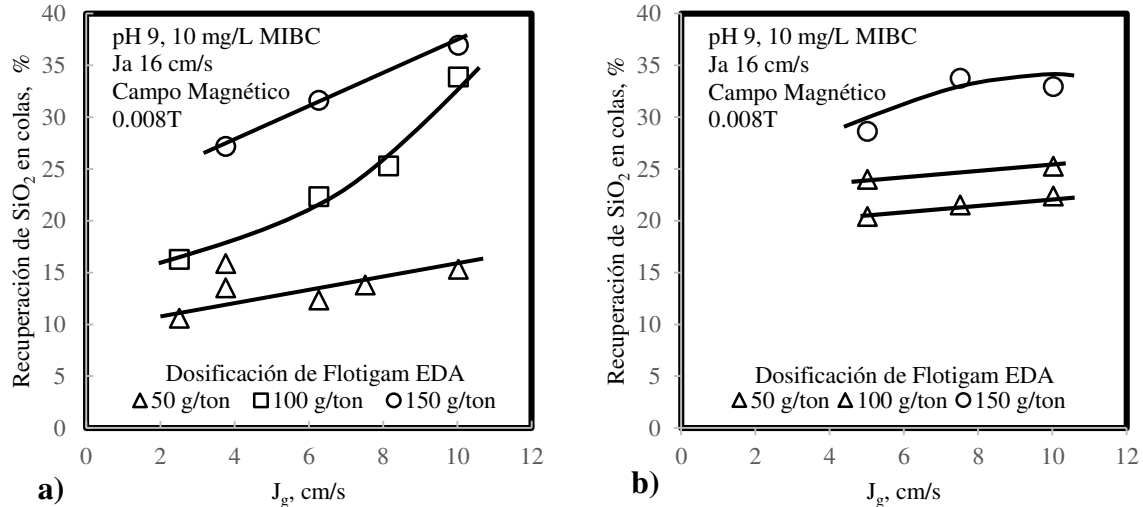 Recuperación de SiO2 en colas, %
40
35
30
25
20
15
10
5
0
pH 9, 10 mg/L MIBC
Ja 16 cm/s
Campo Magnético
0.008T
Dosificación de Flotigam EDA
50 g/ton 100 g/ton 150 g/ton
0 2 4 6 8 10 12
a)
Jg, cm/s
Recuperación de SiO2 en colas, %
40
35
30
25
20
15
10
5
0
pH 9, 10 mg/L MIBC
Ja 16 cm/s
Campo Magnético
0.008T
Dosificación de Flotigam EDA
50 g/ton 100 g/ton 150 g/ton
0 2 4 6 8 10 12
b)
Jg, cm/s